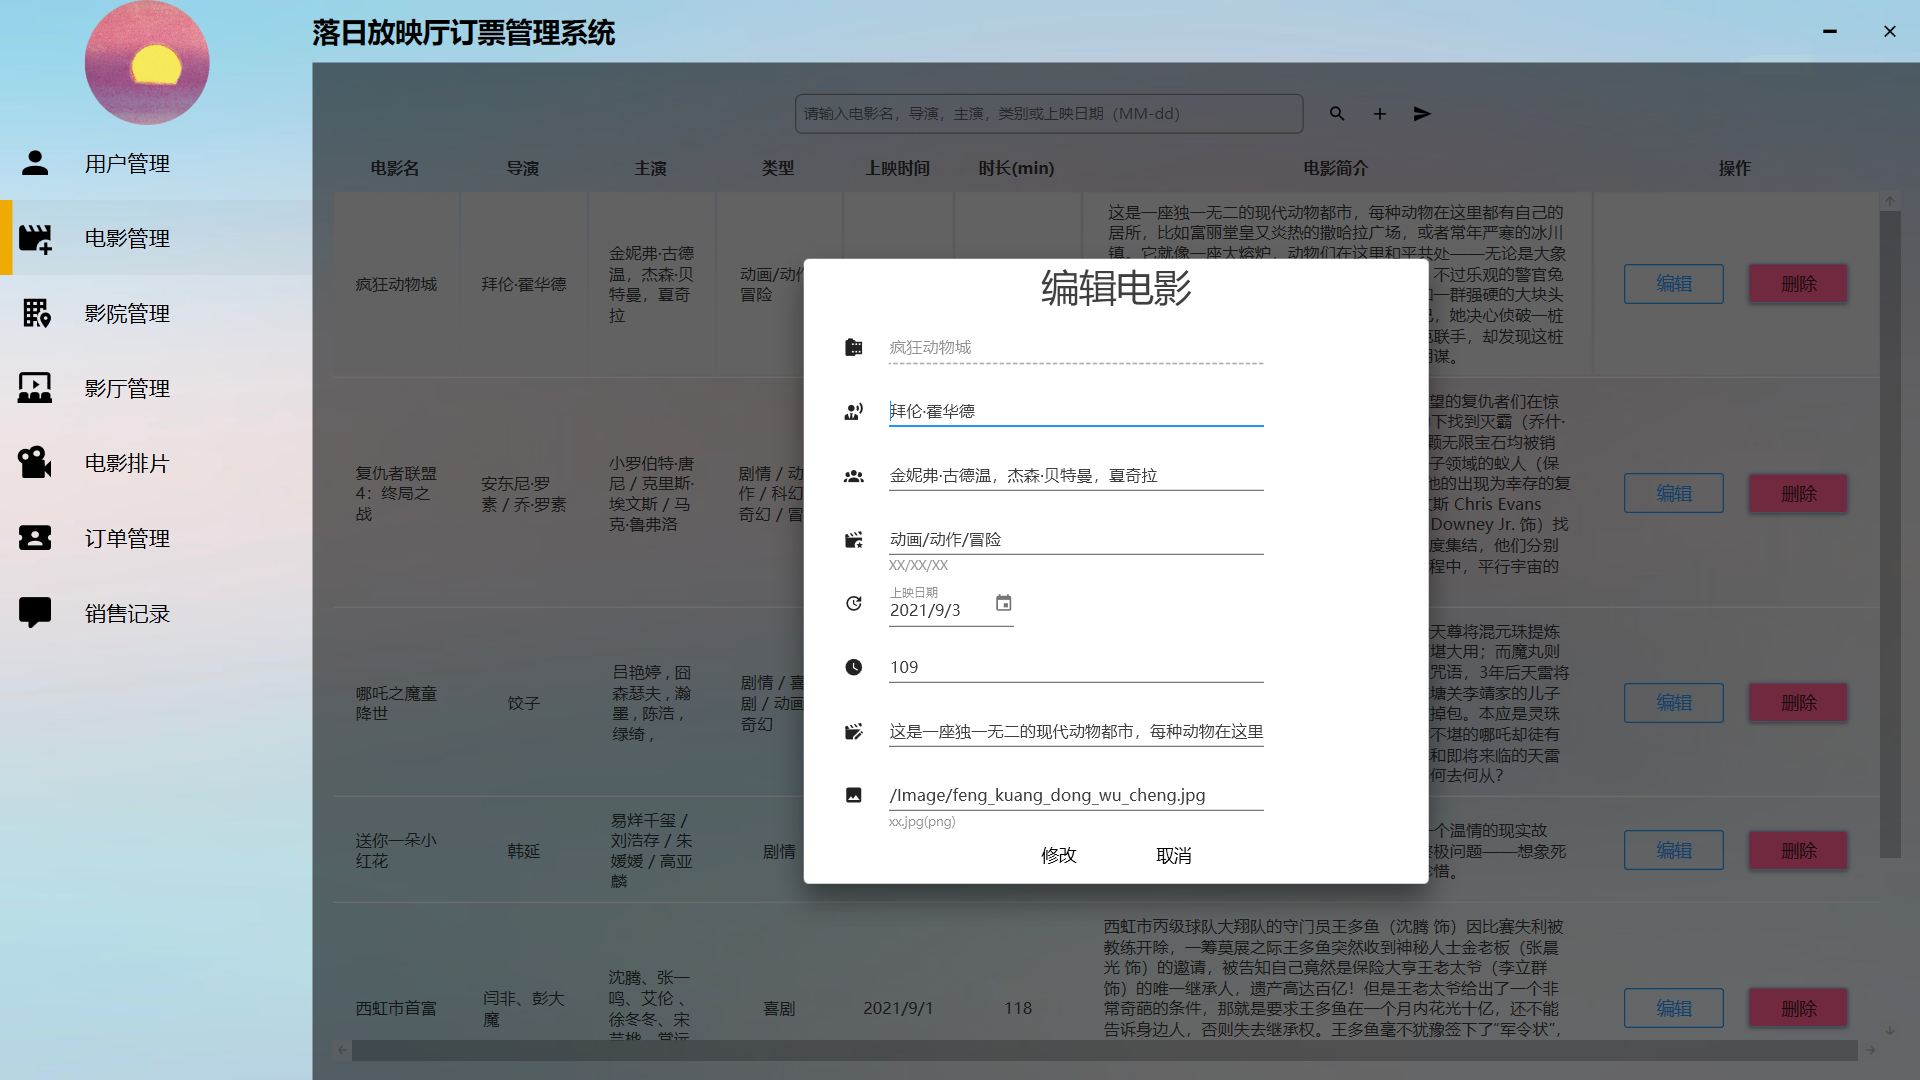 落日放映厅订票管理系统
用户管理
电影管理
影院管理
影厅管理
电影排片
订单管理
销售记录
请输入电影名，导演，主演，类别或上映日期（MM-dd）
电影名
导演
主演
类型
上映时间
时长(min)
电影简介
操作
疯狂动物城
拜伦·霍华德
金妮弗·古德
温，杰森·贝
特曼，夏奇
拉
动画/动作
冒险
这是一座独一无二的现代动物都市，每种动物在这里都有自己的
居所，比如富丽堂皇又炎热的撒哈拉广场，或者常年严寒的冰川
镇。它就像一座大熔炉，动物们在这里和平共处——无论是大象
不过乐观的警官兔
一群强硬的大块头
，她决心侦破一桩
联手，却发现这桩
谋。
编辑
删除
复仇者联盟
4：终局之
战
安东尼·罗
素 / 乔·罗素
小罗伯特·唐
尼 / 克里斯·
埃文斯 / 马
克·鲁弗洛
剧情 / 动
作 / 科幻
奇幻 / 冒
望的复仇者们在惊
下找到灭霸（乔什·
颗无限宝石均被销
子领域的蚁人（保
他的出现为幸存的复
文斯 Chris Evans
Downey Jr. 饰）找
度集结，他们分别
程中，平行宇宙的
编辑
删除
哪吒之魔童
降世
饺子
吕艳婷 , 囧
森瑟夫 , 瀚
墨 , 陈浩 ,
绿绮 ,
剧情 / 喜
剧 / 动画
奇幻
天尊将混元珠提炼
堪大用；而魔丸则
咒语，3年后天雷将
塘关李靖家的儿子
掉包。本应是灵珠
不堪的哪吒却徒有
和即将来临的天雷
何去何从？
编辑
删除
送你一朵小
红花
韩延
易烊千玺 /
刘浩存 / 朱
媛媛 / 高亚
麟
剧情
个温情的现实故
终极问题——想象死
惜。
编辑
删除
西虹市首富
闫非、彭大
魔
沈腾、张一
鸣、艾伦 、
徐冬冬、宋
喜剧
2021/9/1
118
西虹市丙级球队大翔队的守门员王多鱼（沈腾 饰）因比赛失利被
教练开除，一筹莫展之际王多鱼突然收到神秘人士金老板（张晨
光 饰）的邀请，被告知自己竟然是保险大亨王老太爷（李立群
饰）的唯一继承人，遗产高达百亿！但是王老太爷给出了一个非
常奇葩的条件，那就是要求王多鱼在一个月内花光十亿，还不能
告诉身边人，否则失去继承权。王多鱼毫不犹豫签下了“军令状”，
编辑
删除
编辑电影
疯狂动物城
拜伦·霍华德
金妮弗·古德温，杰森·贝特曼，夏奇拉
动画/动作/冒险
XX/XX/XX
上映日期
2021/9/3
109
这是一座独一无二的现代动物都市，每种动物在这里
/Image/feng_kuang_dong_wu_cheng.jpg
xx.jpg(png)
修改
取消